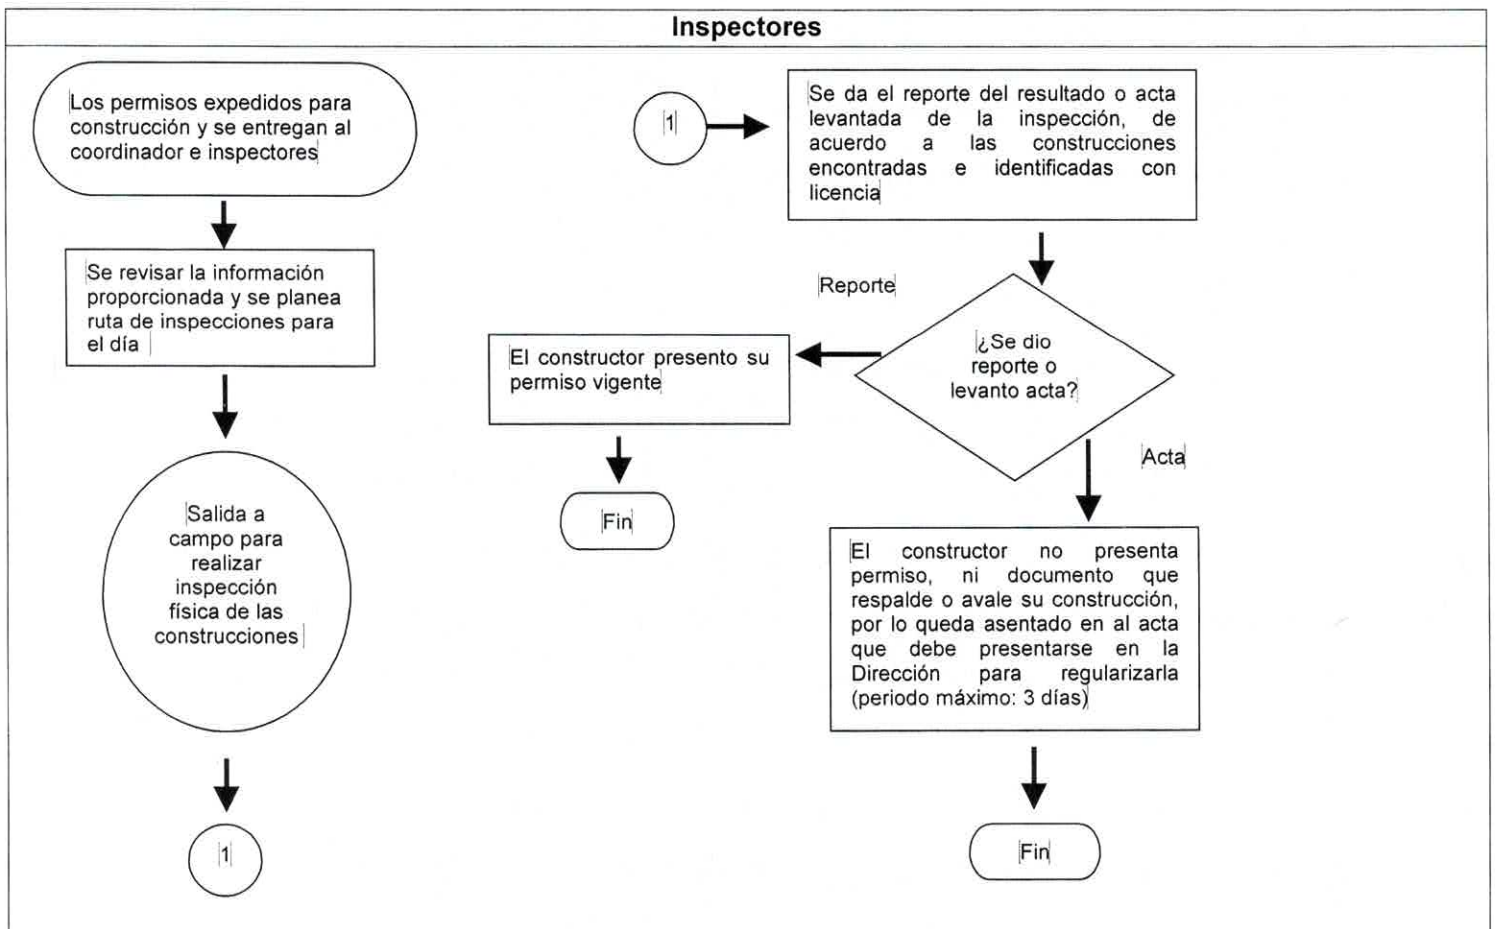 Inspectores
Los permisos expedidos para
construcción y se entregan al
coordinador e inspectores
Se revisar la información
proporcionada y se planea
ruta de inspecciones para
el día
Salida a
campo para
realizar
inspección
física de las
construcciones
1
1
Se da el reporte del resultado o acta
levantada de la inspección, de
acuerdo a las construcciones
encontradas e identificadas con
licencia
¿Se dio
reporte o
levanto acta?
Reporte
El constructor presento su
permiso vigente
Fin
Acta
El constructor no presenta
permiso, ni documento que
respalde o avale su construcción,
por lo queda asentado en al acta
que debe presentarse en la
Dirección para regularizarla
(periodo máximo: 3 días)
Fin